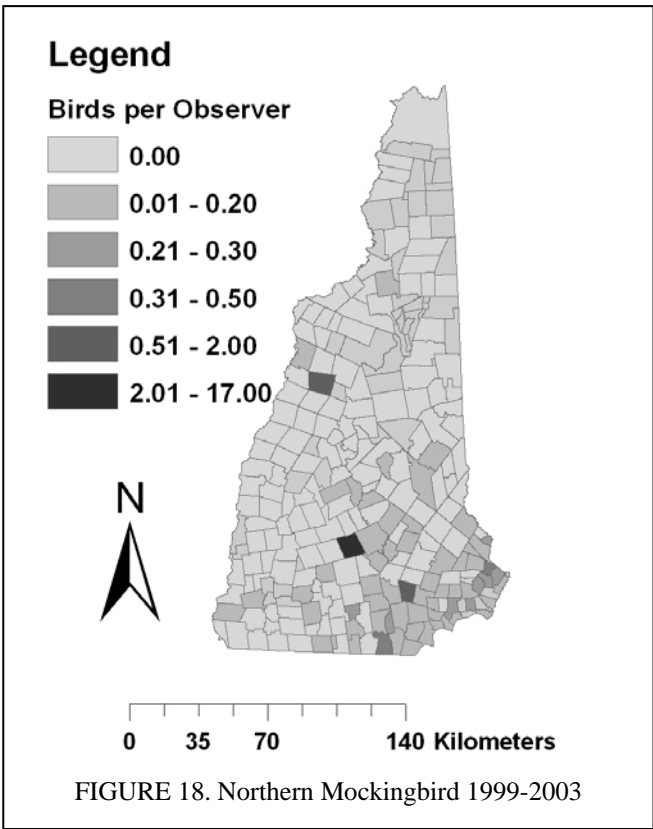 Legend
Birds per Observer
0.00
0.01 - 0.20
0.21 - 0.30
0.31 - 0.50
0.51 - 2.00
2.01 - 17.00
N
0 35 70 140 Kilometers
FIGURE 18. Northern Mockingbird 1999-2003